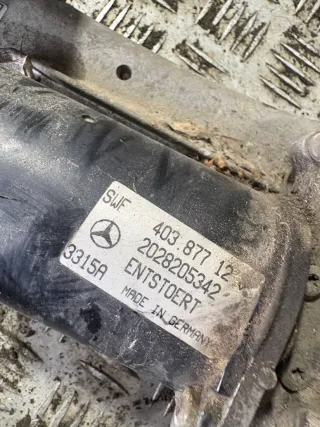 SWF 403 877 12
2028205342
3315A ENTSTOERT
MADE IN GERMANY